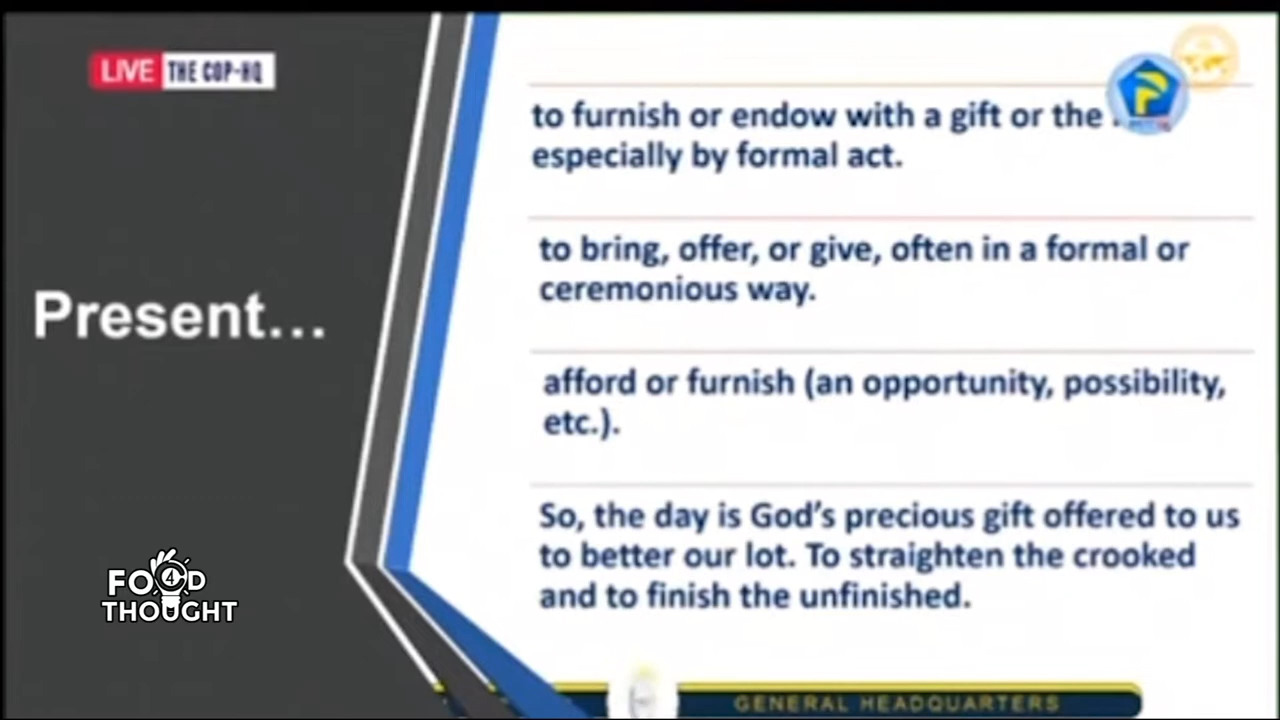 LIVE THE COP-HQ
Present...
to furnish or endow with a gift or the
especially by formal act.
to bring, offer, or give, often in a formal or
ceremonious way.
afford or furnish (an opportunity, possibility,
etc.).
So, the day is God's precious gift offered to us
to better our lot. To straighten the crooked
and to finish the unfinished.
FOOD
4
THOUGHT
GENERAL HEADQUARTERS